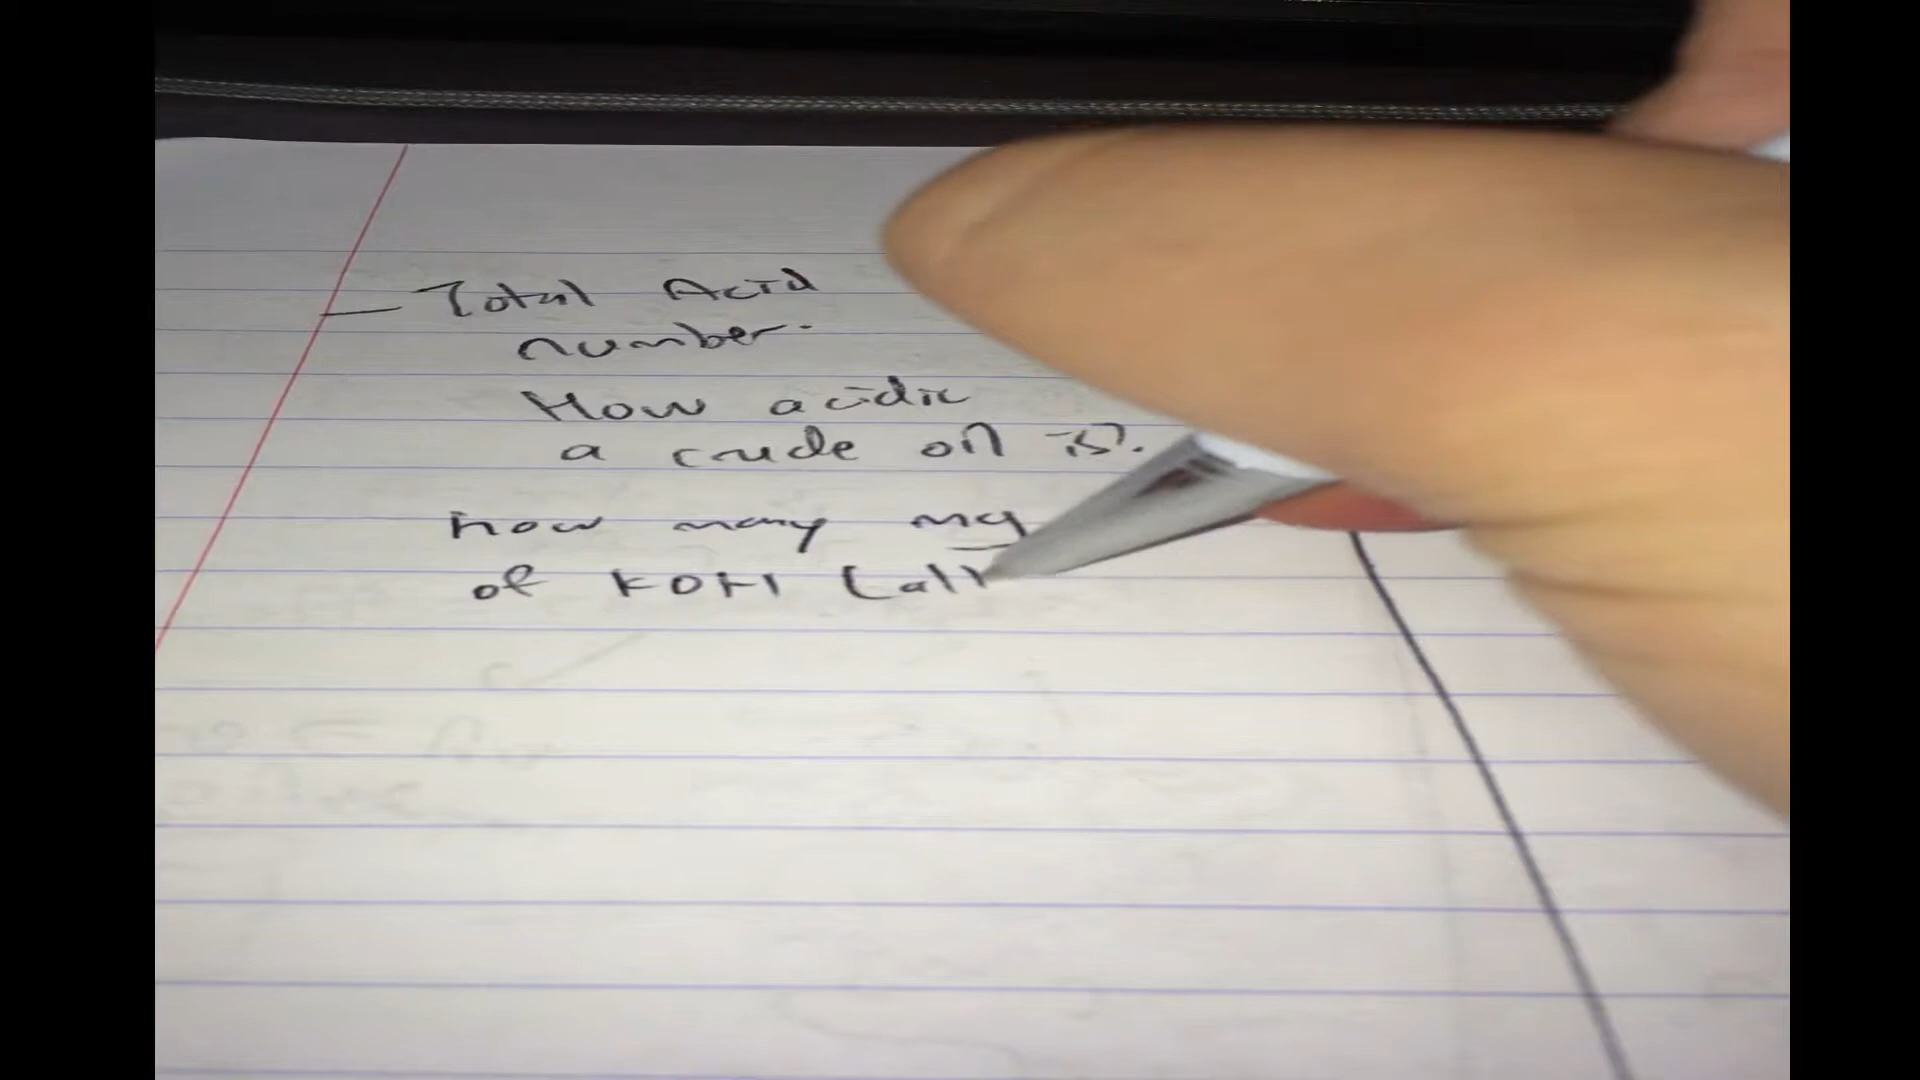 - Total Acid
number.
How acidic
a crude oil is?.
how many mg
of KOH (alk